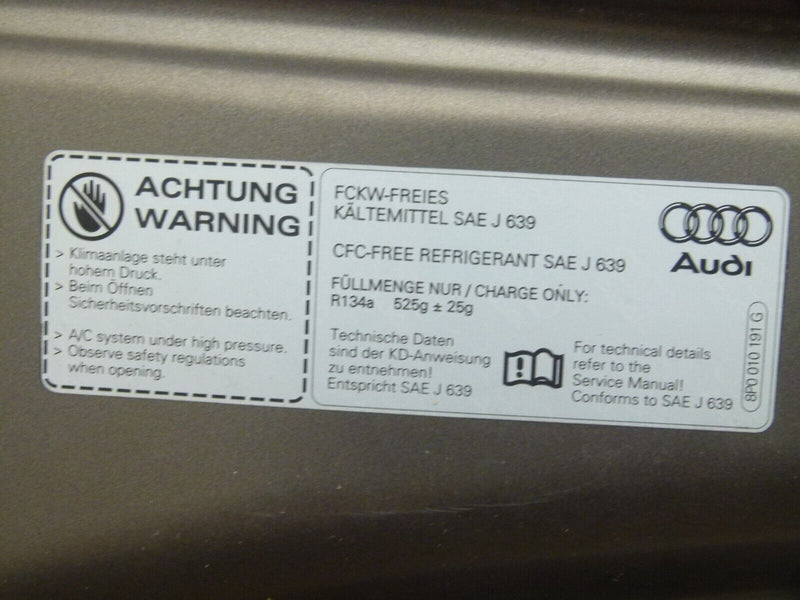 ACHTUNG
WARNING
> Klimaanlage steht unter
hohem Druck.
> Beim Öffnen
Sicherheitsvorschriften beachten.
> A/C system under high pressure.
> Observe safety regulations
when opening.
FCKW-FREIES
KÄLTEMITTEL SAE J 639
CFC-FREE REFRIGERANT SAE J 639
FÜLLMENGE NUR / CHARGE ONLY:
R134a 525g ± 25g
Technische Daten
sind der KD-Anweisung
zu entnehmen!
Entspricht SAE J 639
For technical details
refer to the
Service Manual!
Conforms to SAE J 639
Audi
8P0 010 191 G